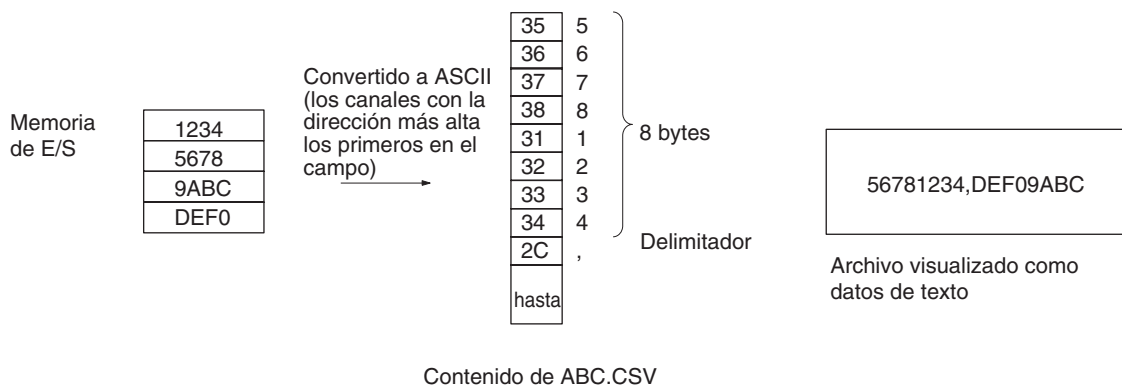 Memoria
de E/S
1234
5678
9ABC
DEF0
Convertido a ASCII
(los canales con la
dirección más alta
los primeros en el
campo)
35 5
36 6
37 7
38 8
31 1
32 2
33 3
34 4
2C ,
hasta
8 bytes
Delimitador
56781234,DEF09ABC
Archivo visualizado como
datos de texto
Contenido de ABC.CSV